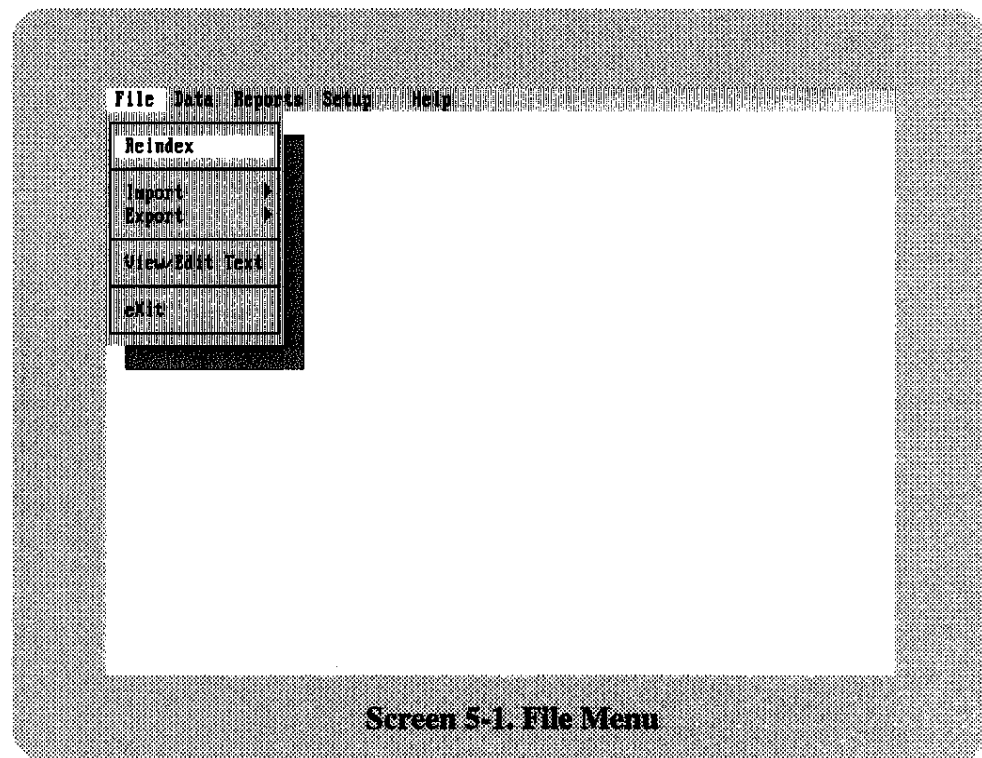 File Data Reports Setup Help
Reindex
Import
Export
View/Edit Text
eXit
Screen 5-1. File Menu